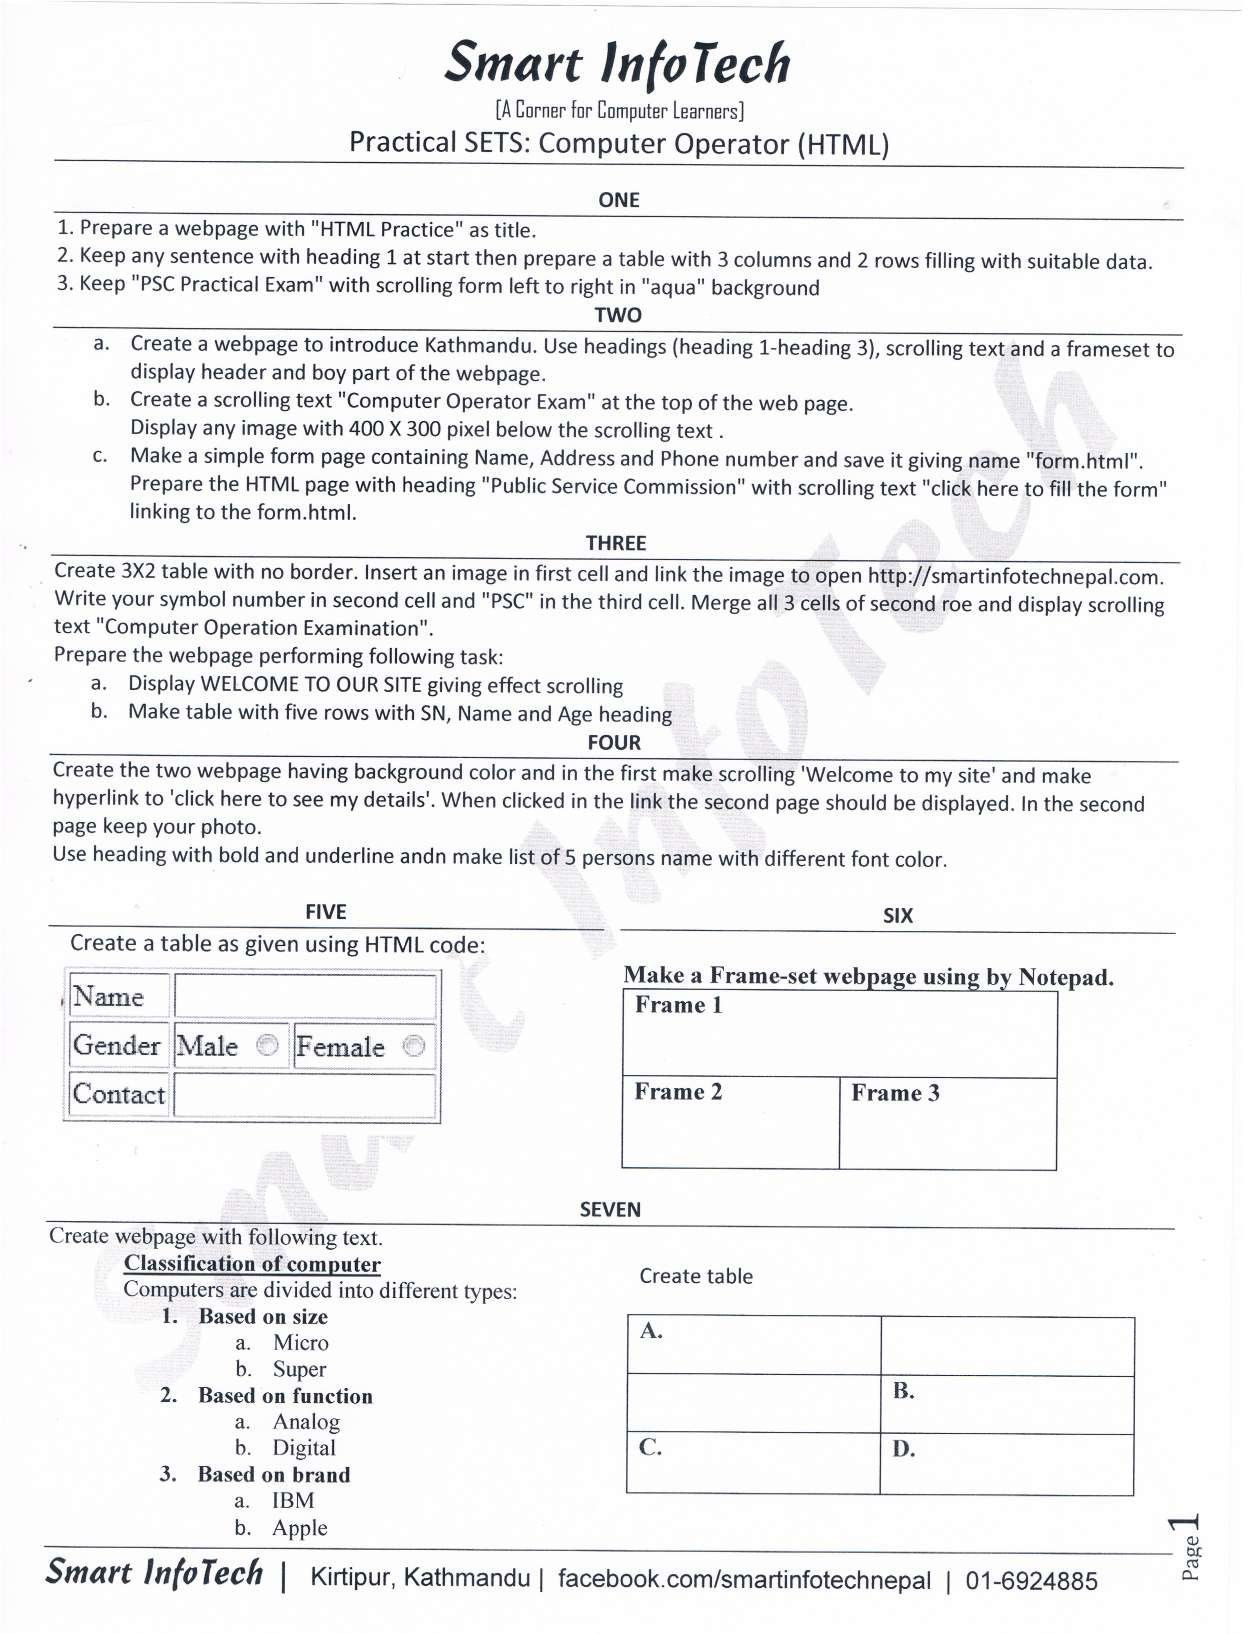 Smart InfoTech
[A Corner for Computer Learners]
Practical SETS: Computer Operator (HTML)
ONE
1. Prepare a webpage with "HTML Practice" as title.
2. Keep any sentence with heading 1 at start then prepare a table with 3 columns and 2 rows filling with suitable data.
3. Keep "PSC Practical Exam" with scrolling form left to right in "aqua" background
TWO
a. Create a webpage to introduce Kathmandu. Use headings (heading 1-heading 3), scrolling text and a frameset to
display header and boy part of the webpage.
b. Create a scrolling text "Computer Operator Exam" at the top of the web page.
Display any image with 400 X 300 pixel below the scrolling text .
c. Make a simple form page containing Name, Address and Phone number and save it giving name "form.html".
Prepare the HTML page with heading "Public Service Commission" with scrolling text "click here to fill the form"
linking to the form.html.
THREE
Create 3X2 table with no border. Insert an image in first cell and link the image to open http://smartinfotechnepal.com.
Write your symbol number in second cell and "PSC" in the third cell. Merge all 3 cells of second roe and display scrolling
text "Computer Operation Examination".
Prepare the webpage performing following task:
a. Display WELCOME TO OUR SITE giving effect scrolling
b. Make table with five rows with SN, Name and Age heading
FOUR
Create the two webpage having background color and in the first make scrolling 'Welcome to my site' and make
hyperlink to 'click here to see my details'. When clicked in the link the second page should be displayed. In the second
page keep your photo.
Use heading with bold and underline andn make list of 5 persons name with different font color.
FIVE
Create a table as given using HTML code:
Name
Gender Male Female
Contact
SIX
Make a Frame-set webpage using by Notepad.
Frame 1
Frame 2 Frame 3
SEVEN
Create webpage with following text.
Classification of computer
Computers are divided into different types:
1. Based on size
a. Micro
b. Super
2. Based on function
a. Analog
b. Digital
3. Based on brand
a. IBM
b. Apple
Create table
A.
B.
C. D.
Smart InfoTech
Page 1
Smart InfoTech | Kirtipur, Kathmandu | facebook.com/smartinfotechnepal | 01-6924885